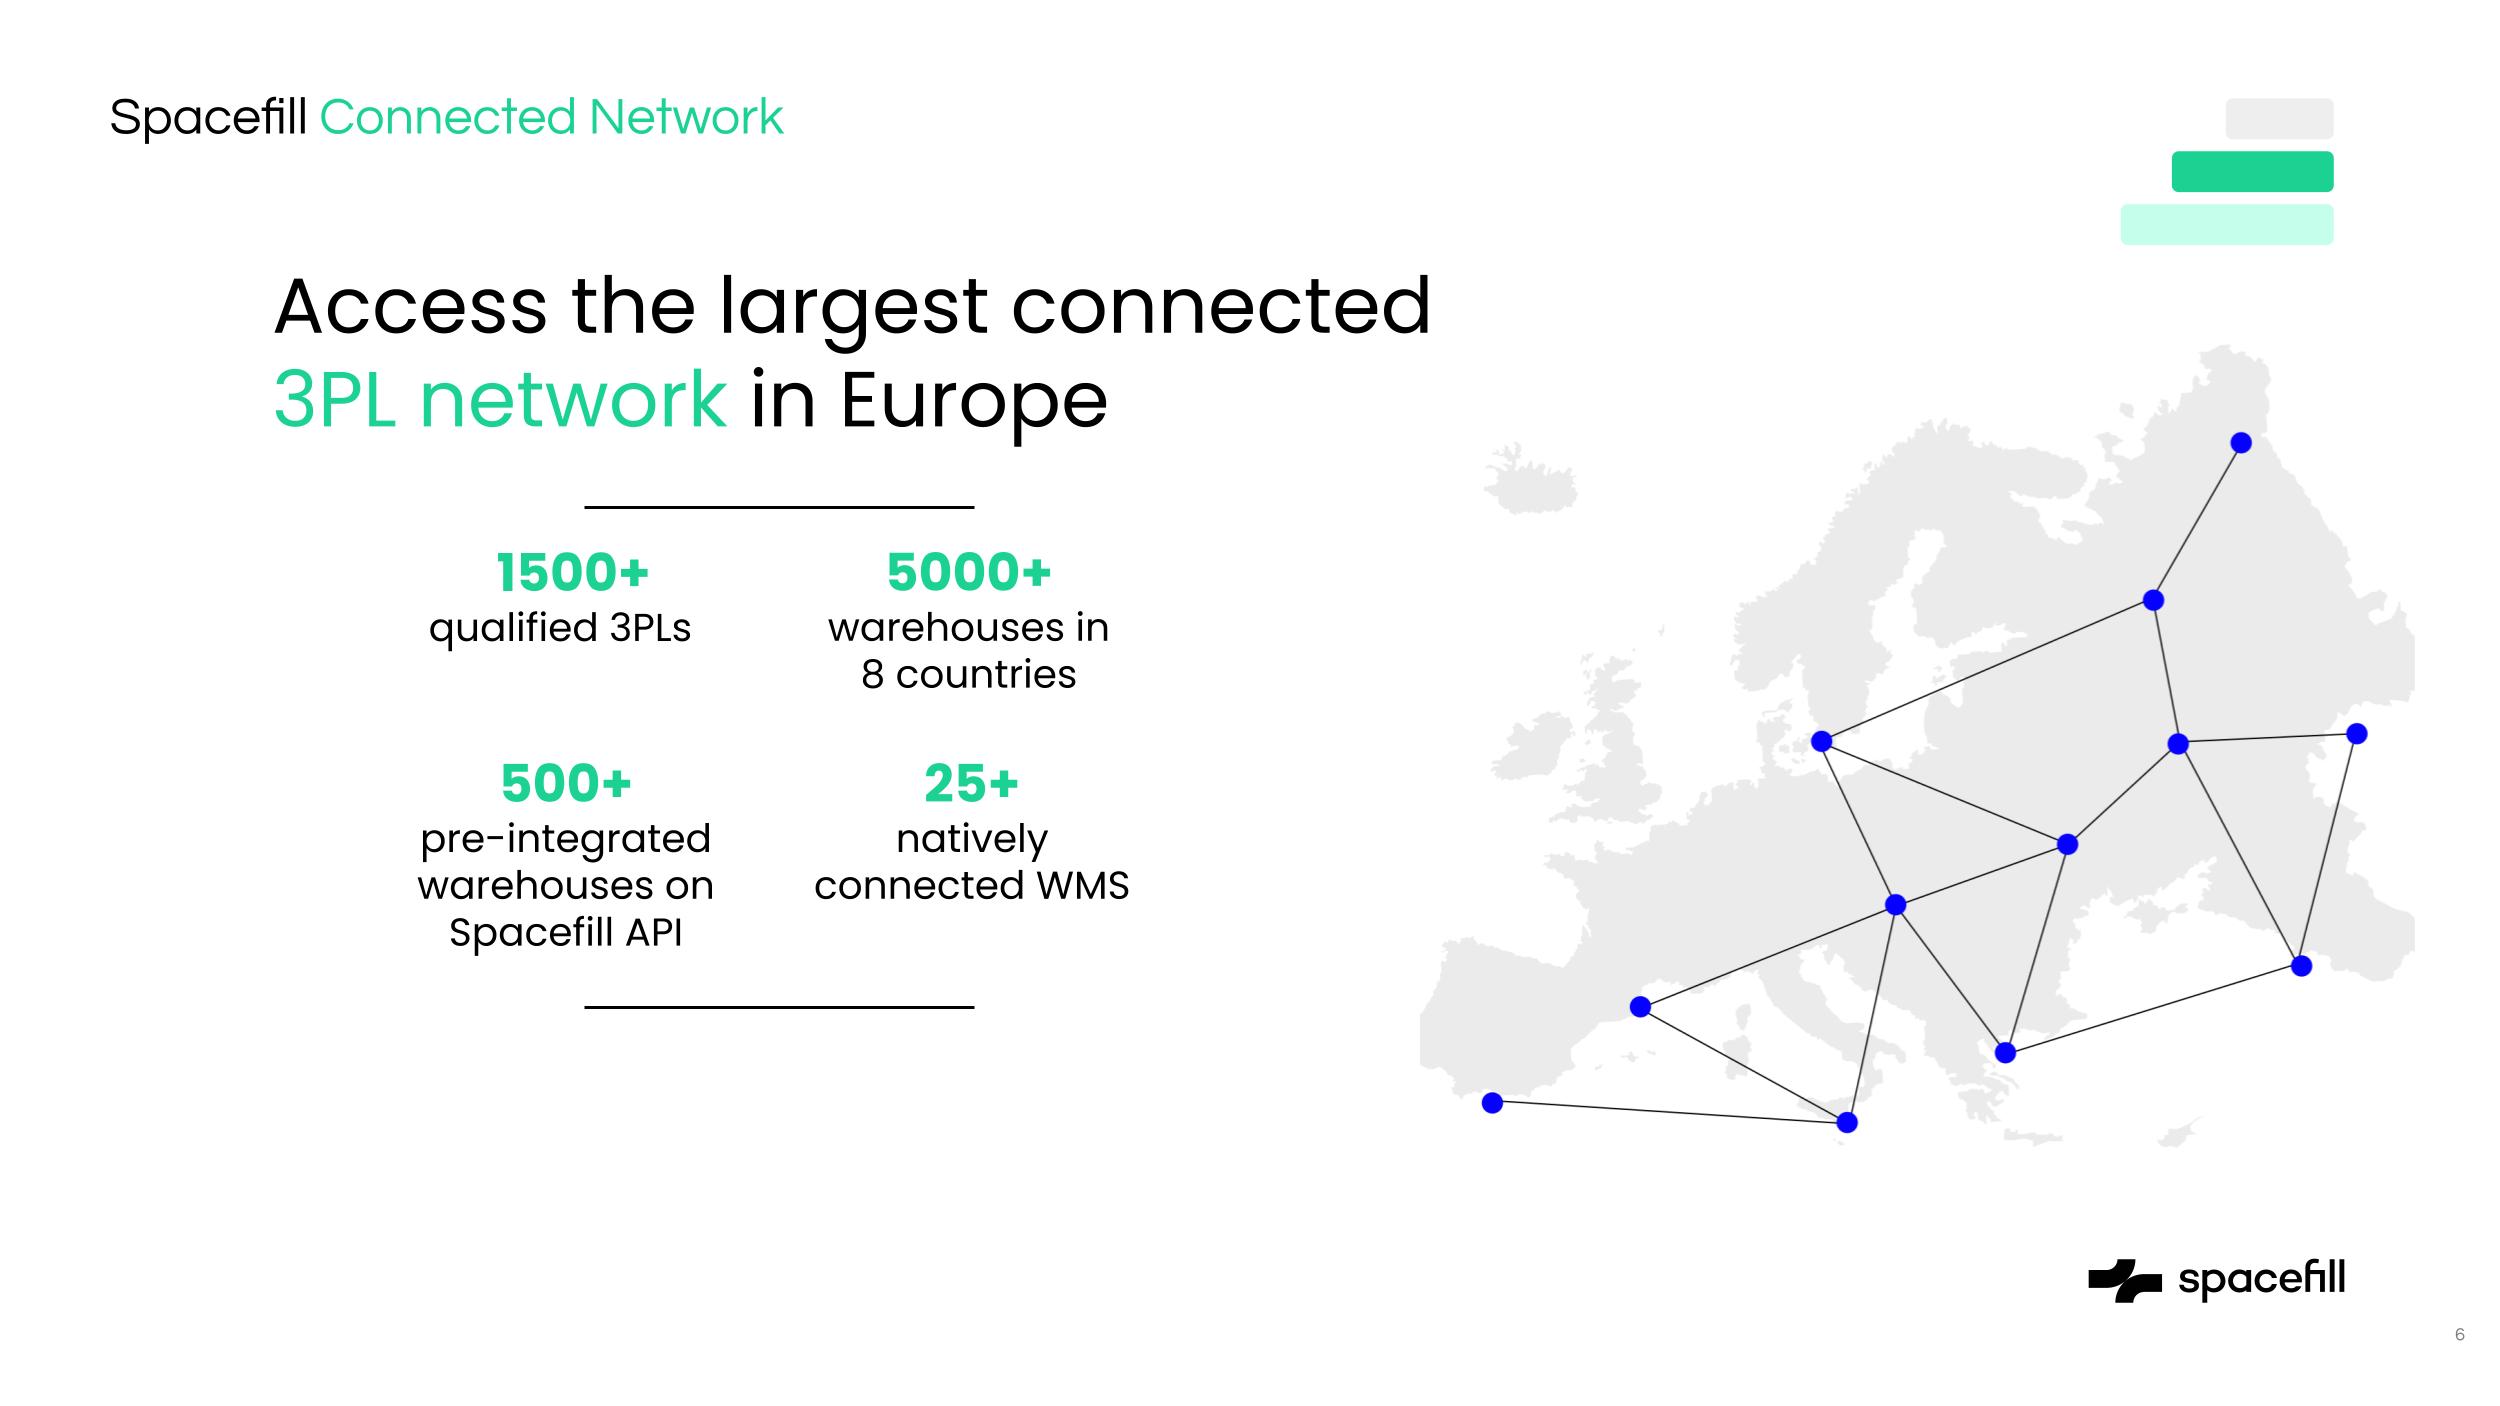 Spacefill Connected Network
Access the largest connected
3PL network in Europe
1500+
qualified 3PLs
5000+
warehouses in
8 countries
500+
pre-integrated
warehouses on
Spacefill API
25+
natively
connected WMS
spacefill
6